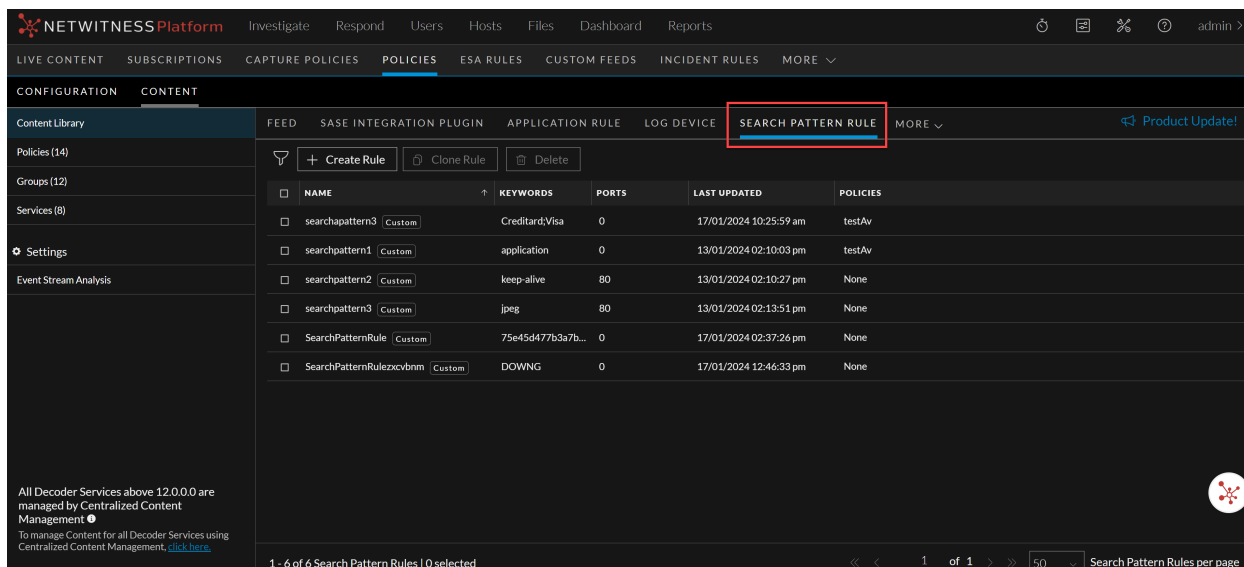 NETWITNESS Platform Investigate Respond Users Hosts Files Dashboard Reports admin >
LIVE CONTENT SUBSCRIPTIONS CAPTURE POLICIES POLICIES ESA RULES CUSTOM FEEDS INCIDENT RULES MORE
CONFIGURATION CONTENT
Content Library
FEED SASE INTEGRATION PLUGIN APPLICATION RULE LOG DEVICE SEARCH PATTERN RULE MORE Product Update!
Policies (14)
+ Create Rule Clone Rule Delete
Groups (12)
NAME ↑ KEYWORDS PORTS LAST UPDATED POLICIES
Services (8)
searchapattern3 Custom Creditard;Visa 0 17/01/2024 10:25:59 am testAv
Settings
searchpattern1 Custom application 0 13/01/2024 02:10:03 pm testAv
Event Stream Analysis
searchpattern2 Custom keep-alive 80 13/01/2024 02:10:27 pm None
searchpattern3 Custom jpeg 80 13/01/2024 02:13:51 pm None
SearchPatternRule Custom 75e45d477b3a7b... 0 17/01/2024 02:37:26 pm None
SearchPatternRulezxcvbnm Custom DOWNG 0 17/01/2024 12:46:33 pm None
All Decoder Services above 12.0.0.0 are
managed by Centralized Content
Management
To manage Content for all Decoder Services using
Centralized Content Management, click here.
1 - 6 of 6 Search Pattern Rules | 0 selected << < 1 of 1 > >> 50 Search Pattern Rules per page